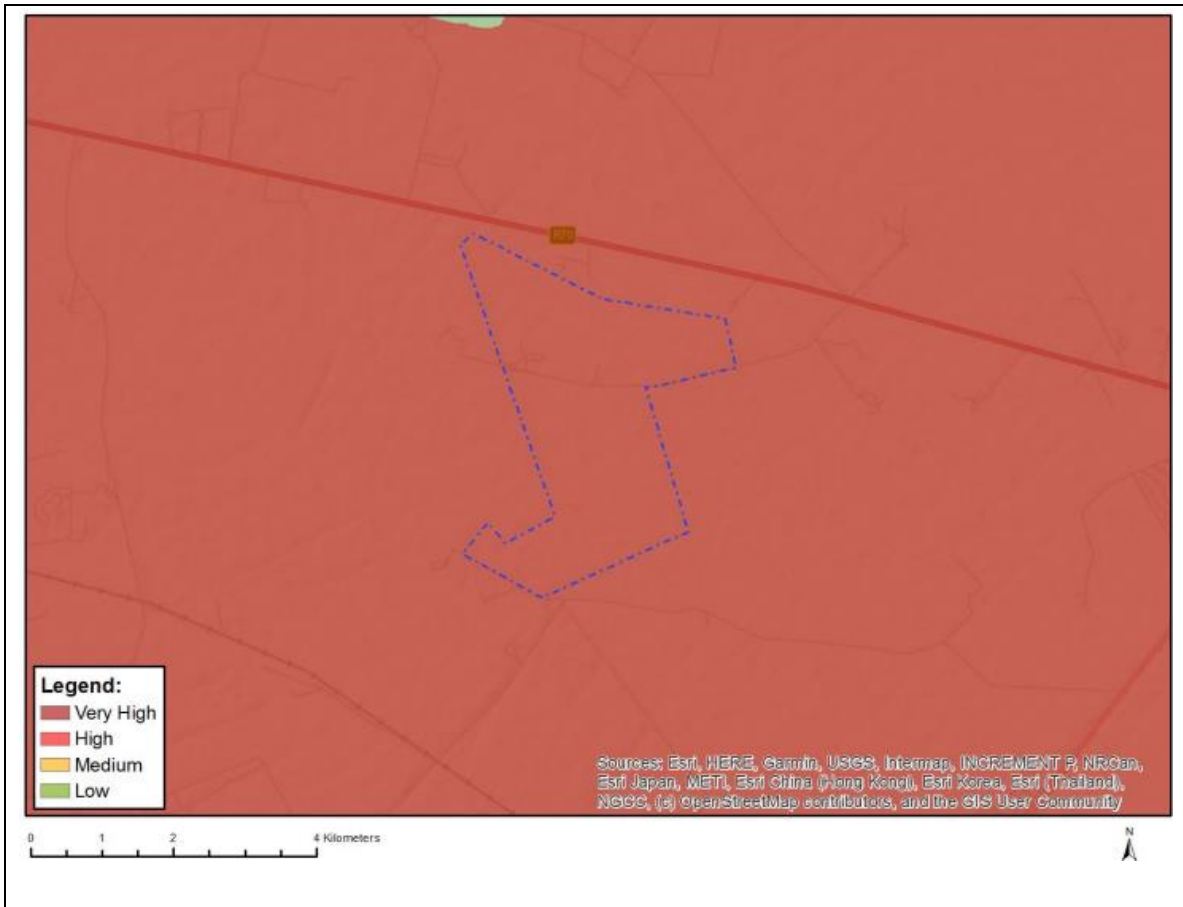 Legend:
Very High
High
Medium
Low
Sources: Esri, HERE, Garmin, USGS, Intermap, INCREMENT P, NRCan,
Esri Japan, METI, Esri China (Hong Kong), Esri Korea, Esri (Thailand),
NGCC, (c) OpenStreetMap contributors, and the GIS User Community
0 1 2 4 Kilometers
N